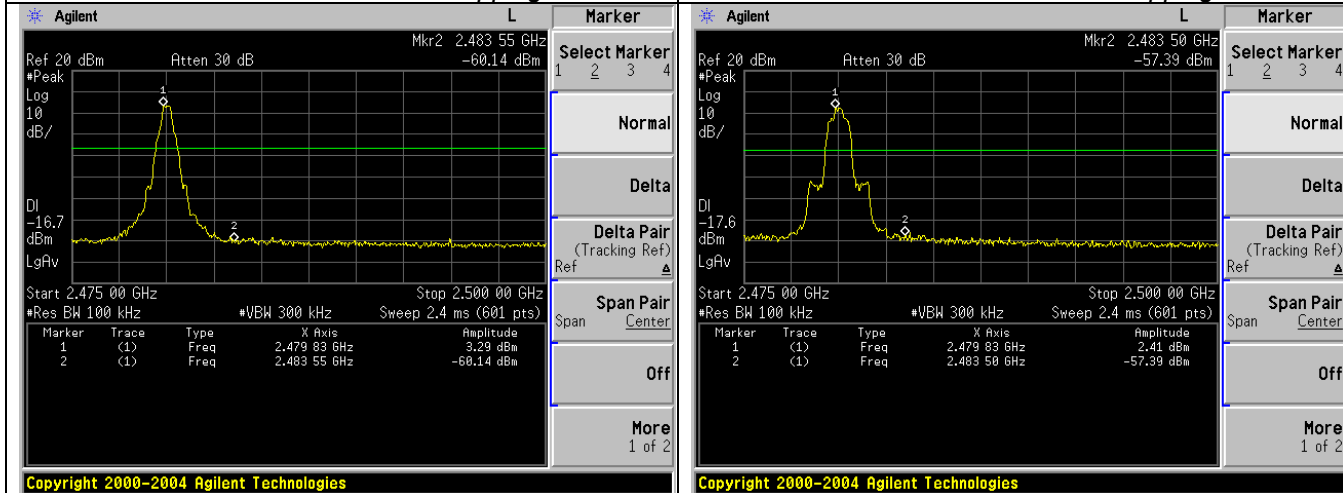 Agilent L Marker
Mkr2 2.483 55 GHz
Ref 20 dBm Atten 30 dB -60.14 dBm
#Peak
Log
10
dB/
1
2
DI
-16.7
dBm
LgAv
Start 2.475 00 GHz Stop 2.500 00 GHz
#Res BW 100 kHz #VBW 300 kHz Sweep 2.4 ms (601 pts)
Marker Trace Type X Axis Amplitude
1 (1) Freq 2.479 83 GHz 3.29 dBm
2 (1) Freq 2.483 55 GHz -60.14 dBm
Select Marker
1 2 3 4
Normal
Delta
Delta Pair
(Tracking Ref)
Ref Δ
Span Pair
Span Center
Off
More
1 of 2
Copyright 2000-2004 Agilent Technologies
Agilent L Marker
Mkr2 2.483 50 GHz
Ref 20 dBm Atten 30 dB -57.39 dBm
#Peak
Log
10
dB/
1
2
DI
-17.6
dBm
LgAv
Start 2.475 00 GHz Stop 2.500 00 GHz
#Res BW 100 kHz #VBW 300 kHz Sweep 2.4 ms (601 pts)
Marker Trace Type X Axis Amplitude
1 (1) Freq 2.479 83 GHz 2.41 dBm
2 (1) Freq 2.483 50 GHz -57.39 dBm
Select Marker
1 2 3 4
Normal
Delta
Delta Pair
(Tracking Ref)
Ref Δ
Span Pair
Span Center
Off
More
1 of 2
Copyright 2000-2004 Agilent Technologies